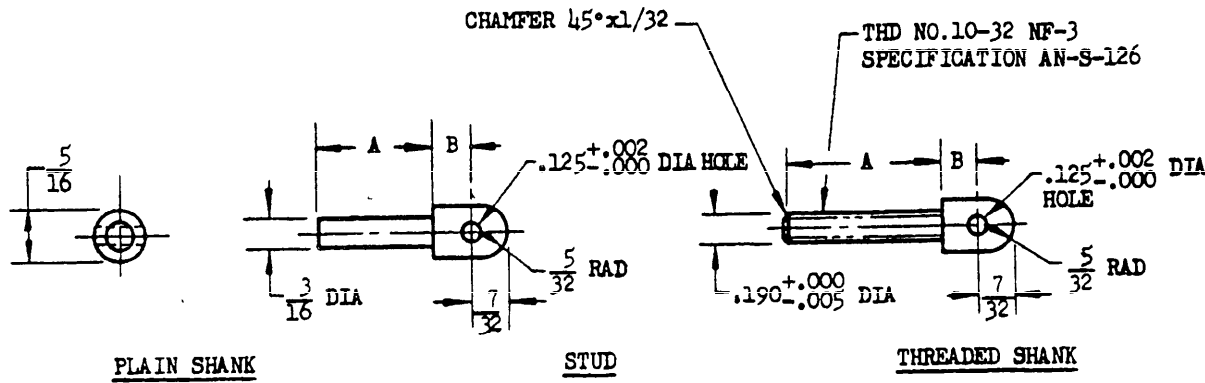 CHAMFER 45°x1/32
THD NO.10-32 NF-3
SPECIFICATION AN-S-126
5/16
A
B
.125+.002-.000 DIA HOLE
3/16 DIA
5/32 RAD
7/32
A
B
.125+.002-.000 DIA
HOLE
.190+.000-.005 DIA
5/32 RAD
7/32
PLAIN SHANK
STUD
THREADED SHANK